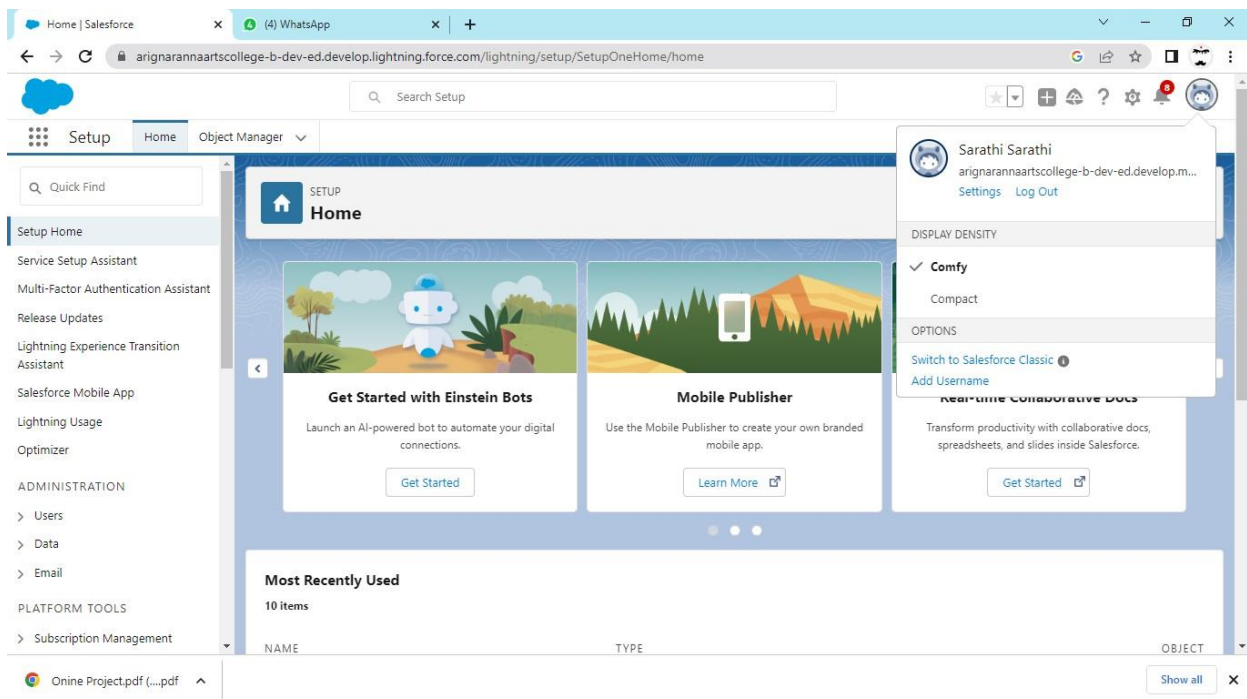 Home | Salesforce
(4) WhatsApp
arignarannaartscollege-b-dev-ed.develop.lightning.force.com/lightning/setup/SetupOneHome/home
Search Setup
8
Setup
Home
Object Manager
Quick Find
Setup Home
Service Setup Assistant
Multi-Factor Authentication Assistant
Release Updates
Lightning Experience Transition
Assistant
Salesforce Mobile App
Lightning Usage
Optimizer
ADMINISTRATION
Users
Data
Email
PLATFORM TOOLS
Subscription Management
SETUP
Home
Get Started with Einstein Bots
Launch an AI-powered bot to automate your digital
connections.
Get Started
Mobile Publisher
Use the Mobile Publisher to create your own branded
mobile app.
Learn More
Real-time Collaborative Docs
Transform productivity with collaborative docs,
spreadsheets, and slides inside Salesforce.
Get Started
Sarathi Sarathi
arignarannaartscollege-b-dev-ed.develop.m...
Settings Log Out
DISPLAY DENSITY
Comfy
Compact
OPTIONS
Switch to Salesforce Classic
Add Username
Most Recently Used
10 items
NAME TYPE OBJECT
Onine Project.pdf (....pdf
Show all